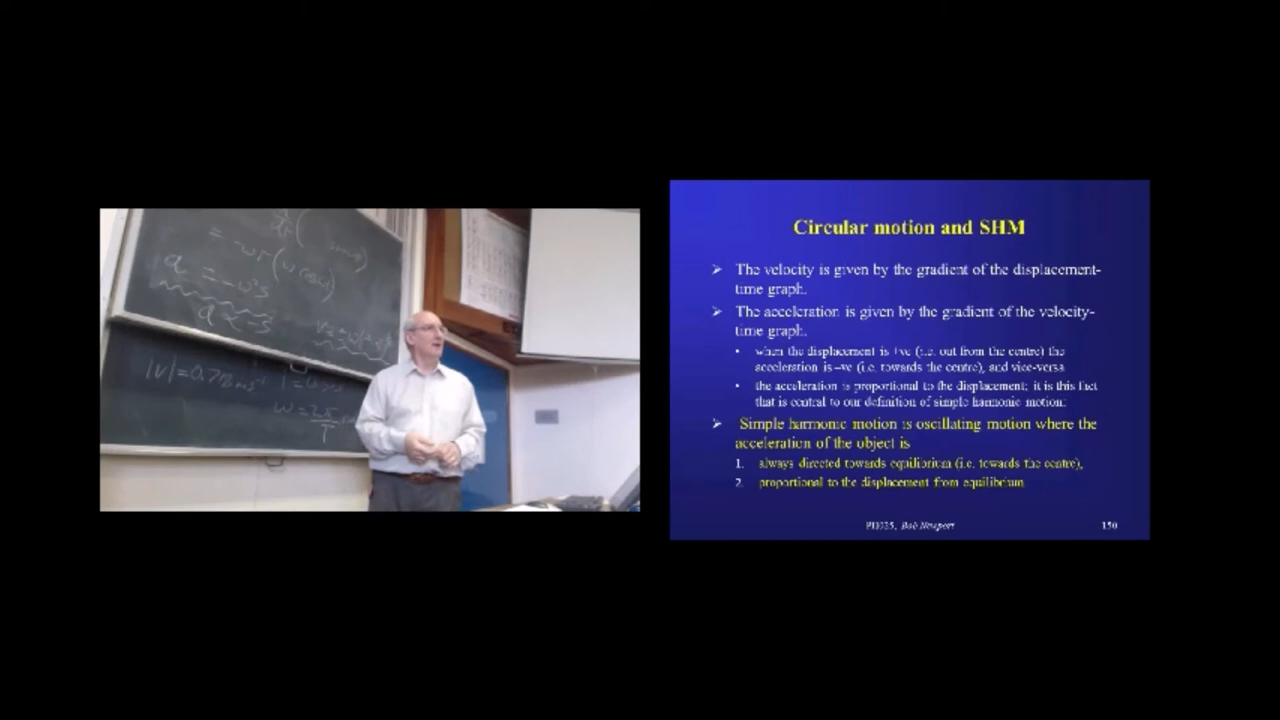 a = -ω²s
a ∝ -s
|v|=0.78 ms⁻¹
Circular motion and SHM
➢ The velocity is given by the gradient of the displacement-
time graph.
➢ The acceleration is given by the gradient of the velocity-
time graph.
• when the displacement is +ve (i.e. out from the centre) the
acceleration is –ve (i.e. towards the centre), and vice-versa
• the acceleration is proportional to the displacement; it is this fact
that is central to our definition of simple harmonic motion:
➢ Simple harmonic motion is oscillating motion where the
acceleration of the object is
1. always directed towards equilibrium (i.e. towards the centre),
2. proportional to the displacement from equilibrium
PH025, Bob Newport
150